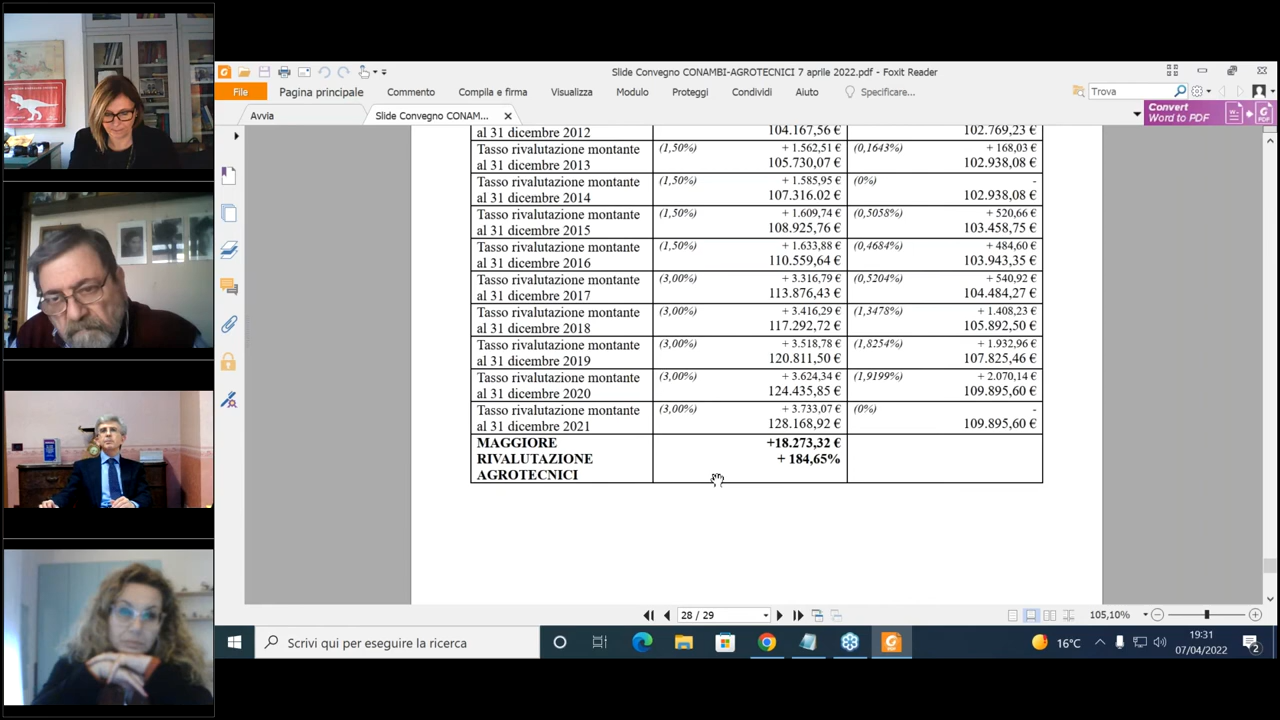 Slide Convegno CONAMBI-AGROTECNICI 7 aprile 2022.pdf - Foxit Reader
File Pagina principale Commento Compila e firma Visualizza Modulo Proteggi Condividi Aiuto Specificare... Trova
Avvia Slide Convegno CONAM... Convert
Word to PDF PDF
al 31 dicembre 2012 104.167,56 € 102.769,23 €
Tasso rivalutazione montante (1,50%) + 1.562,51 € (0,1643%) + 168,03 €
al 31 dicembre 2013 105.730,07 € 102.938,08 €
Tasso rivalutazione montante (1,50%) + 1.585,95 € (0%) -
al 31 dicembre 2014 107.316.02 € 102.938,08 €
Tasso rivalutazione montante (1,50%) + 1.609,74 € (0,5058%) + 520,66 €
al 31 dicembre 2015 108.925,76 € 103.458,75 €
Tasso rivalutazione montante (1,50%) + 1.633,88 € (0,4684%) + 484,60 €
al 31 dicembre 2016 110.559,64 € 103.943,35 €
Tasso rivalutazione montante (3,00%) + 3.316,79 € (0,5204%) + 540,92 €
al 31 dicembre 2017 113.876,43 € 104.484,27 €
Tasso rivalutazione montante (3,00%) + 3.416,29 € (1,3478%) + 1.408,23 €
al 31 dicembre 2018 117.292,72 € 105.892,50 €
Tasso rivalutazione montante (3,00%) + 3.518,78 € (1,8254%) + 1.932,96 €
al 31 dicembre 2019 120.811,50 € 107.825,46 €
Tasso rivalutazione montante (3,00%) + 3.624,34 € (1,9199%) + 2.070,14 €
al 31 dicembre 2020 124.435,85 € 109.895,60 €
Tasso rivalutazione montante (3,00%) + 3.733,07 € (0%) -
al 31 dicembre 2021 128.168,92 € 109.895,60 €
MAGGIORE +18.273,32 €
RIVALUTAZIONE + 184,65%
AGROTECNICI
28 / 29 105,10%
Scrivi qui per eseguire la ricerca 16°C 19:31
07/04/2022 2